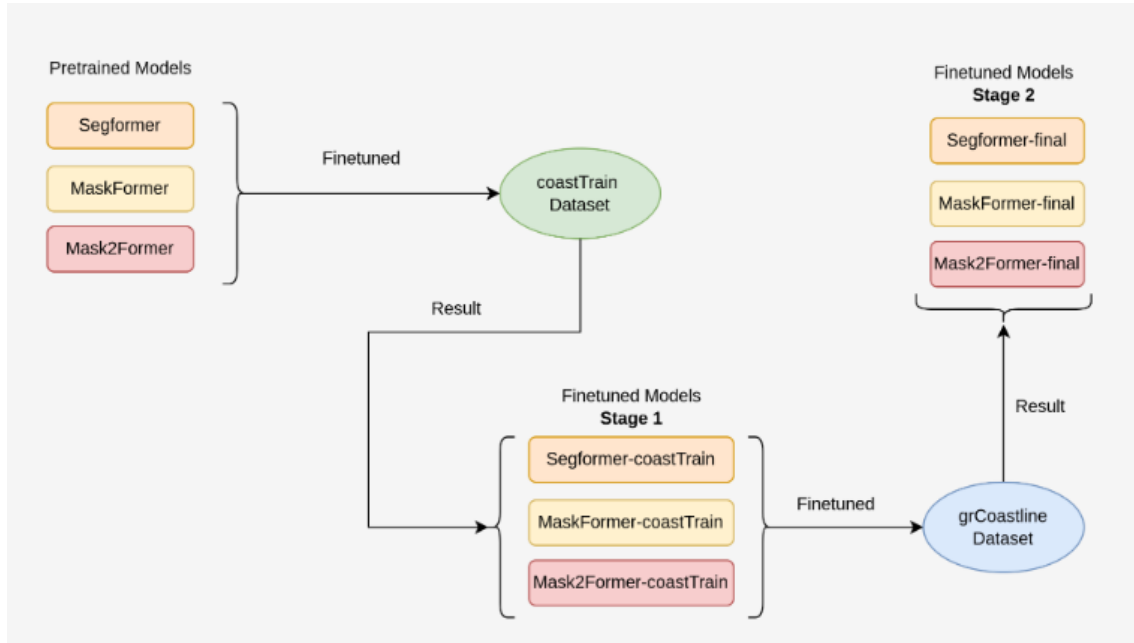 Pretrained Models
Segformer
MaskFormer
Mask2Former
Finetuned
coastTrain
Dataset
Result
Finetuned Models
Stage 1
Segformer-coastTrain
MaskFormer-coastTrain
Mask2Former-coastTrain
Finetuned
grCoastline
Dataset
Result
Finetuned Models
Stage 2
Segformer-final
MaskFormer-final
Mask2Former-final